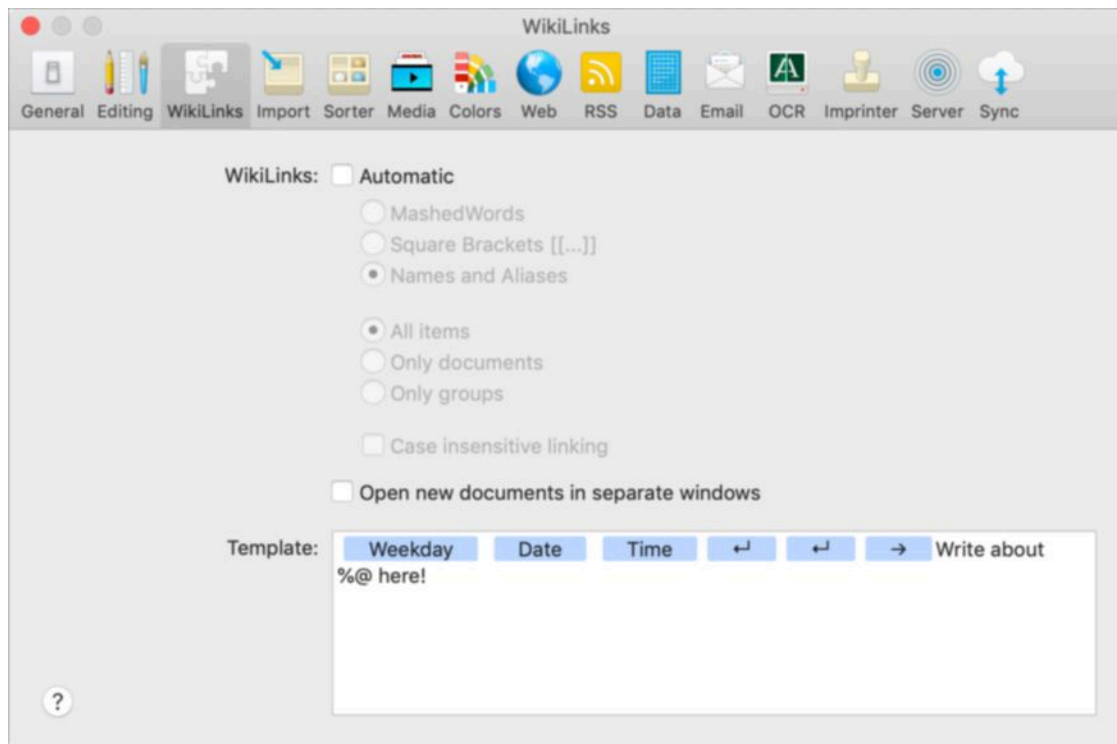 WikiLinks
General Editing WikiLinks Import Sorter Media Colors Web RSS Data Email OCR Imprinter Server Sync
WikiLinks: Automatic
MashedWords
Square Brackets [[...]]
Names and Aliases
All items
Only documents
Only groups
Case insensitive linking
Open new documents in separate windows
Template: Weekday Date Time ↵ ↵ → Write about
%@ here!
?